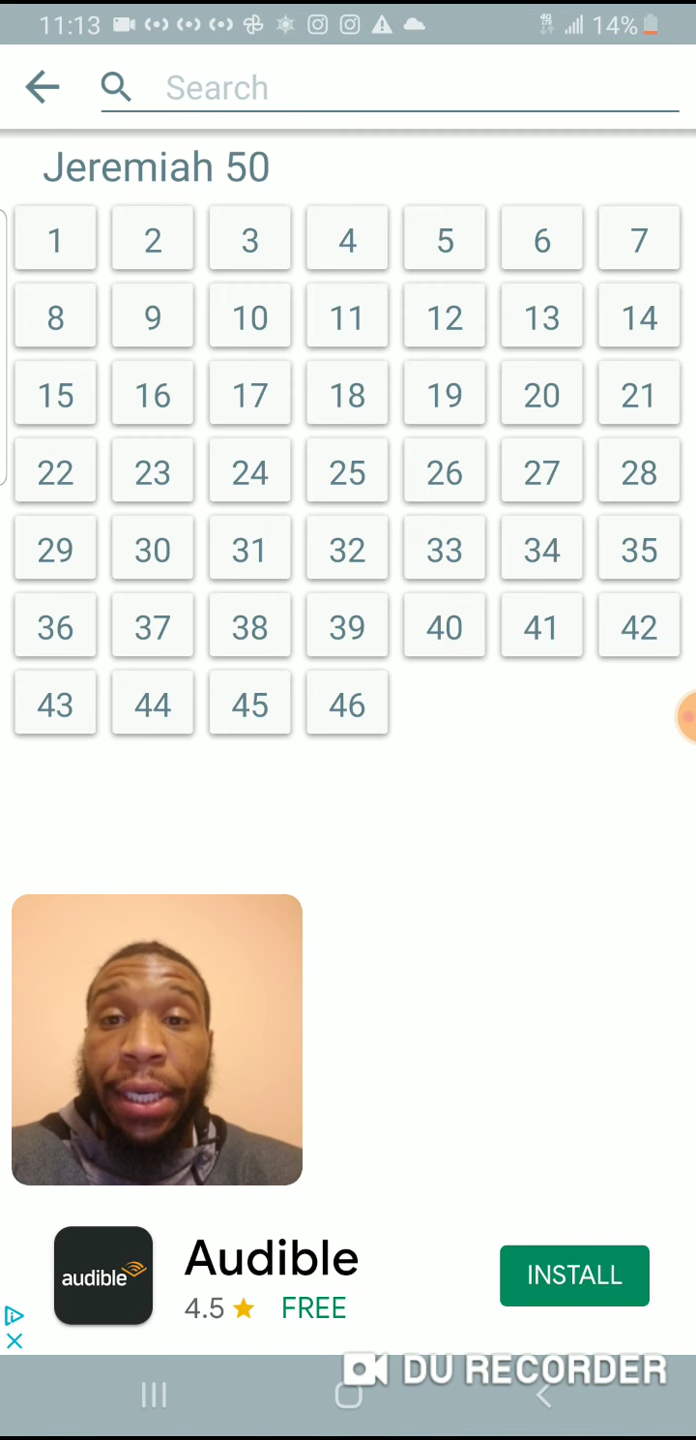 11:13 14%
Search
Jeremiah 50
1 2 3 4 5 6 7
8 9 10 11 12 13 14
15 16 17 18 19 20 21
22 23 24 25 26 27 28
29 30 31 32 33 34 35
36 37 38 39 40 41 42
43 44 45 46
audible
Audible
4.5 FREE
INSTALL
DU RECORDER